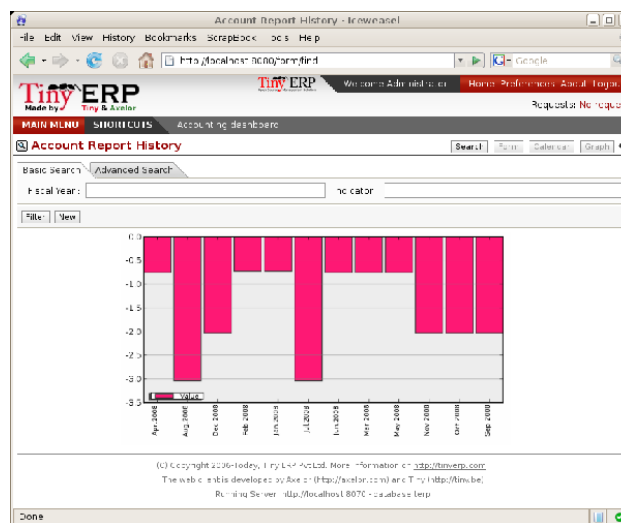 Account Report History - Iceweasel
File Edit View History Bookmarks ScrapBook Tools Help
http://localhost:8080/form/find
Google
Tiny ERP
Made by Tiny & Axelor
Tiny ERP
Welcome Administrator
Home Preferences About Logout
Requests: No reque
MAIN MENU SHORTCUTS Accounting dashboard
Account Report History
Search Form Calendar Graph
Basic Search Advanced Search
Fiscal Year : Indicator
Filter New
0.0
-0.5
-1.0
-1.5
-2.0
-2.5
-3.0
-3.5
Value
Apr.2008 Aug.2008 Dec 2008 Feb 2008 Jan.2008 Jul.2008 Jun.2008 Mar 2008 May 2008 Nov 2008 Oct 2008 Sep 2008
(C) Copyright 2006-Today, Tiny ERP Pvt Ltd. More Information on http://tinyerp.com
The web client is developed by Axelor (http://axelor.com) and Tiny (http://tiny.be)
Running Server: http://localhost:8070 - database terp
Done